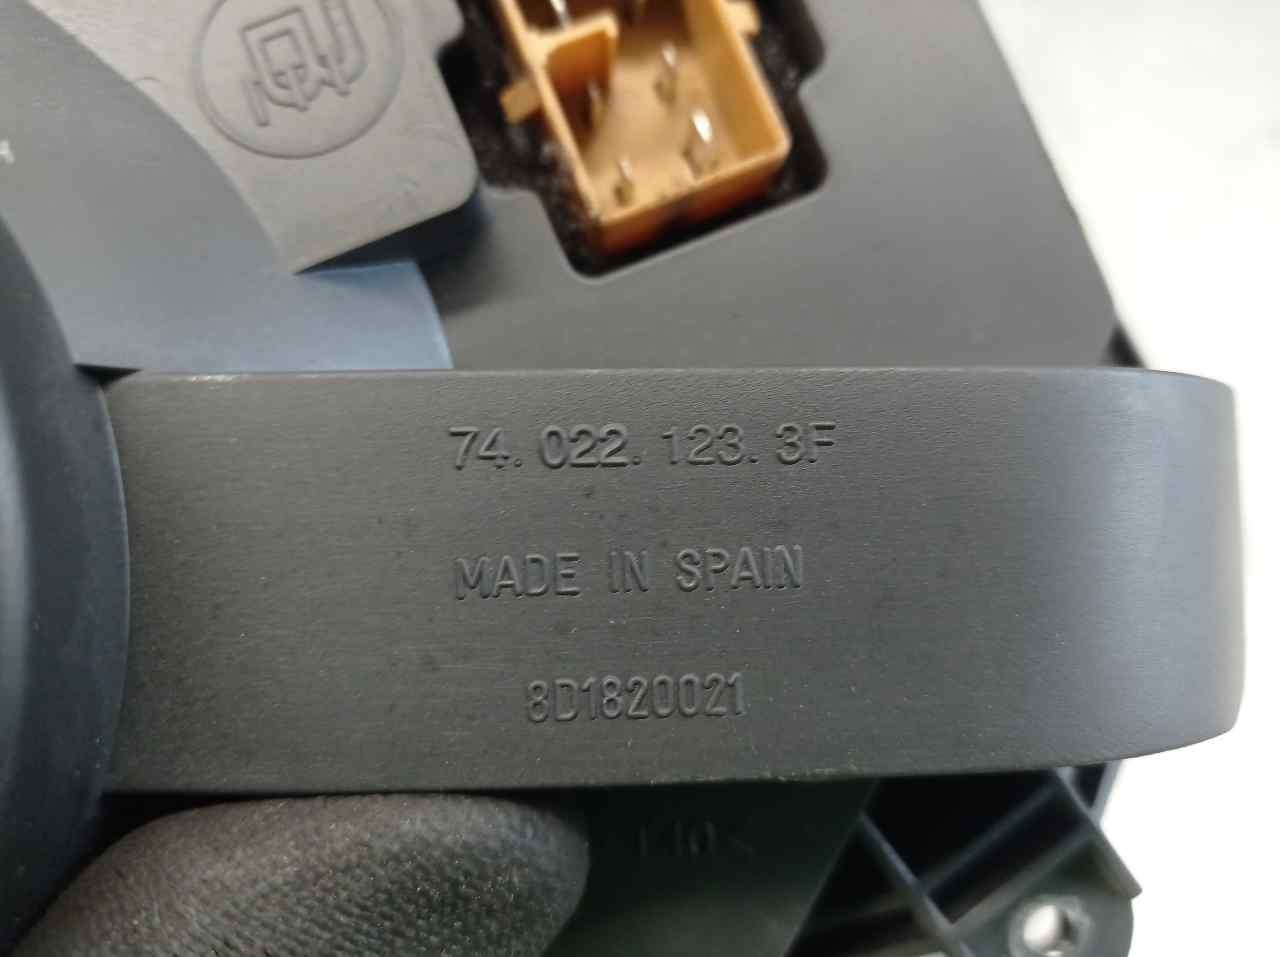 74. 022. 123. 3F
MADE IN SPAIN
8D1820021